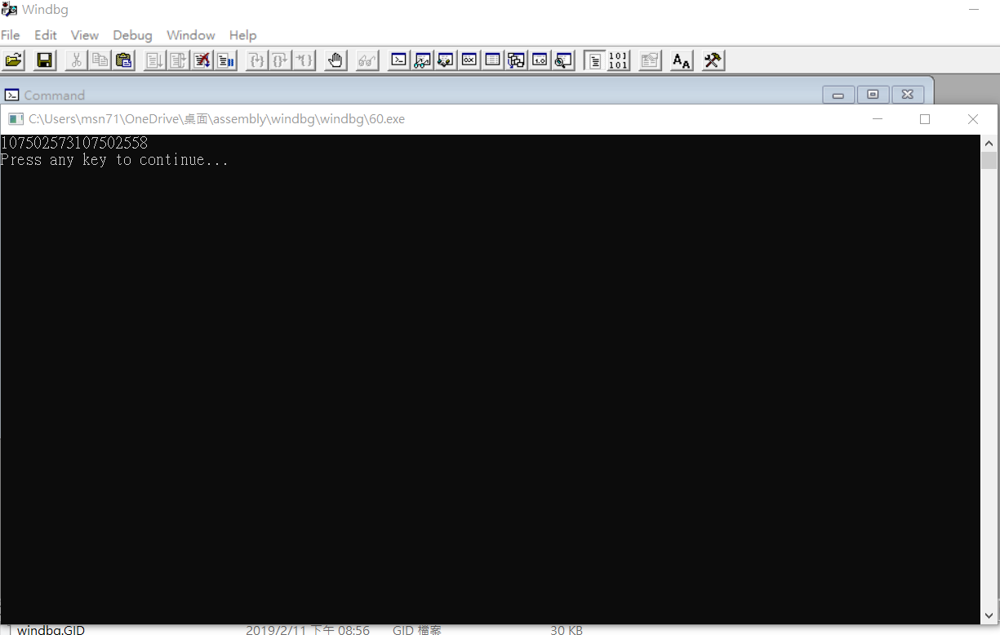 Windbg
File Edit View Debug Window Help
101
1.0 101
Command
C:\Users\msn71\OneDrive\桌面\assembly\windbg\windbg\60.exe
107502573107502558
Press any key to continue...
windbg.GID 2019/2/11 下午 08:56 GID 檔案 30 KB